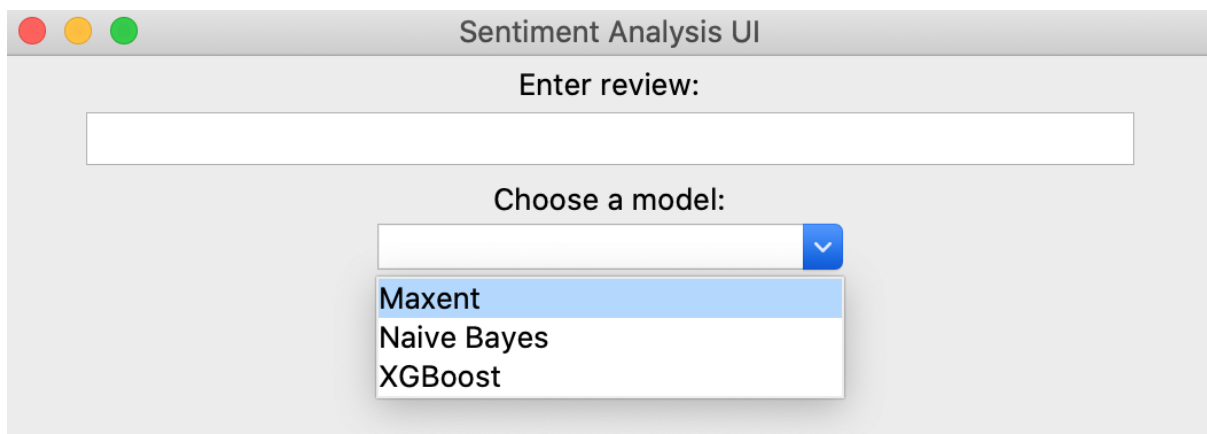 Sentiment Analysis UI
Enter review:
Choose a model:
Maxent
Naive Bayes
XGBoost